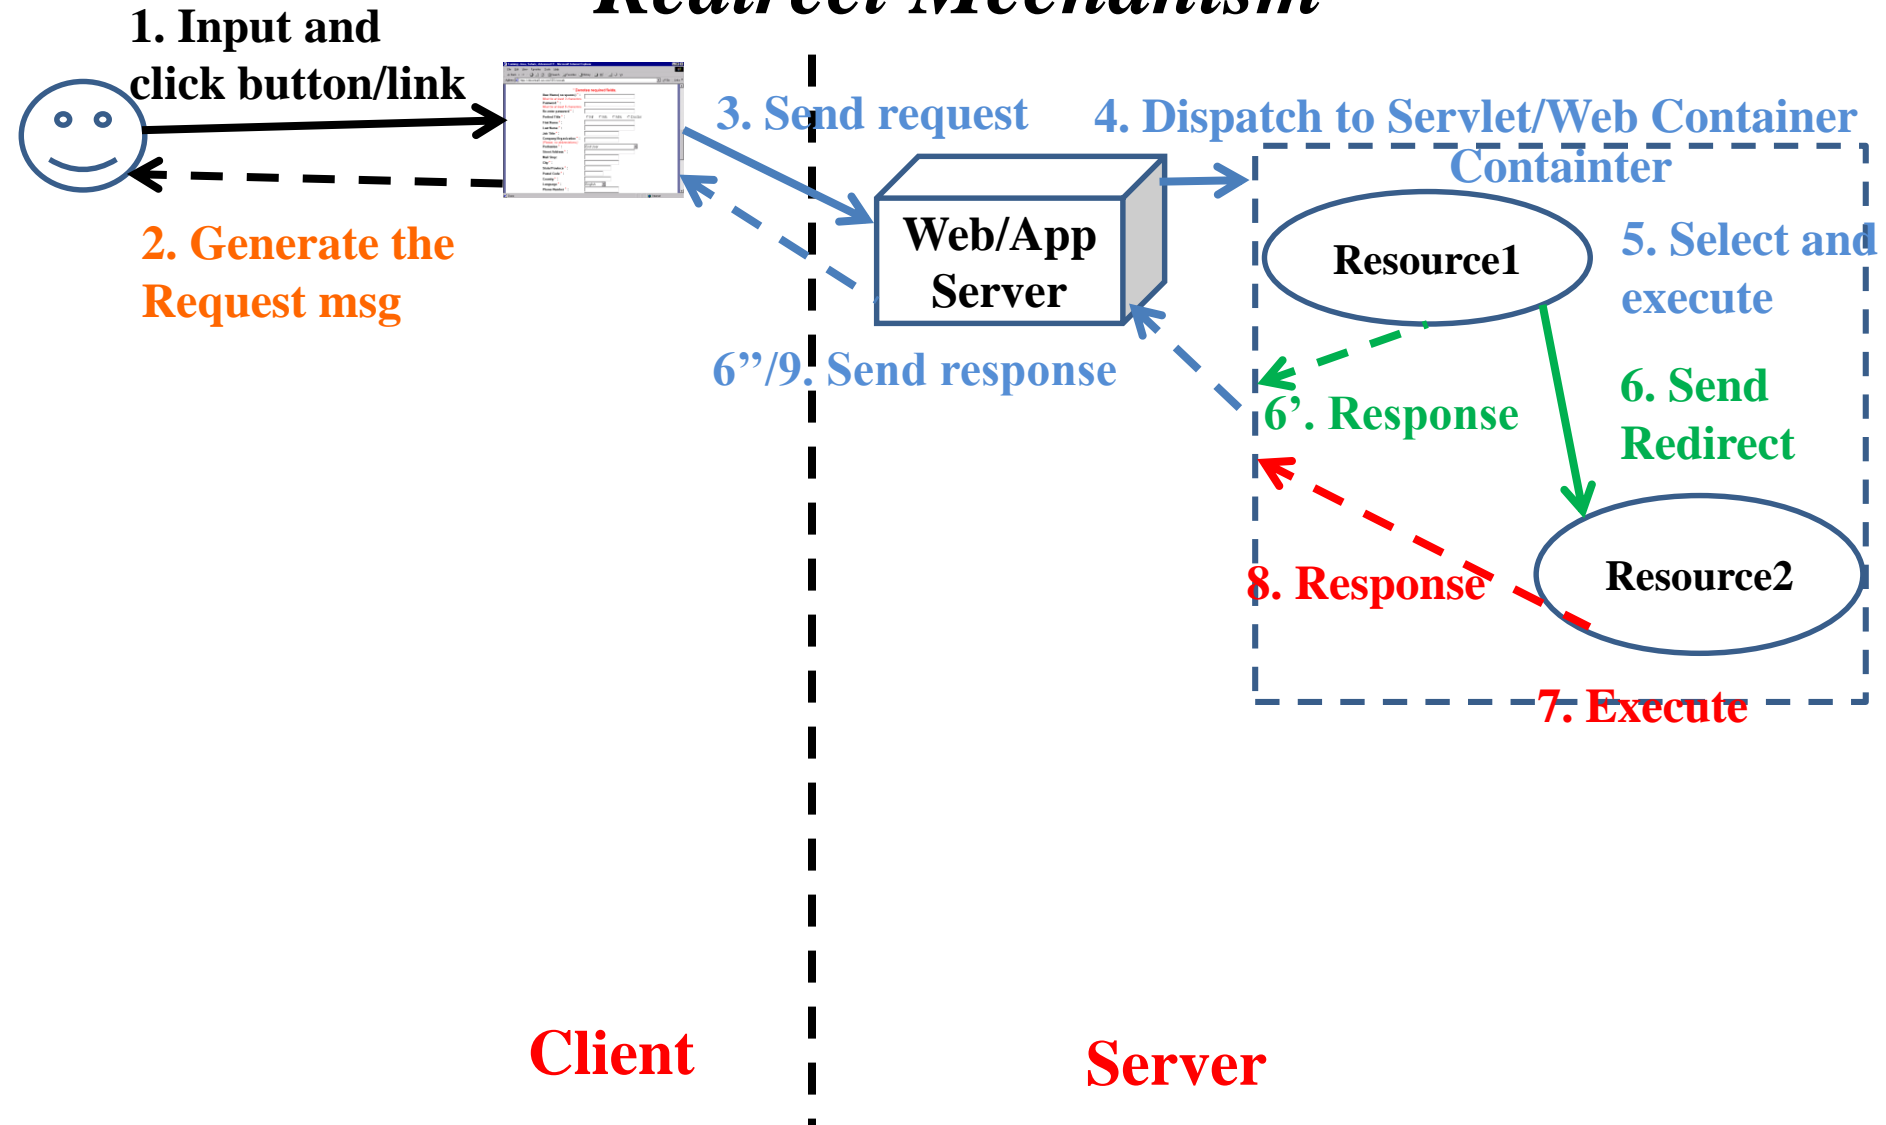 Redirect Mechanism
1. Input and
click button/link
3. Send request
4. Dispatch to Servlet/Web Container
Containter
2. Generate the
Request msg
Web/App
Server
Resource1
5. Select and
execute
6’’/9. Send response
6’. Response
6. Send
Redirect
8. Response
Resource2
7. Execute
Client
Server